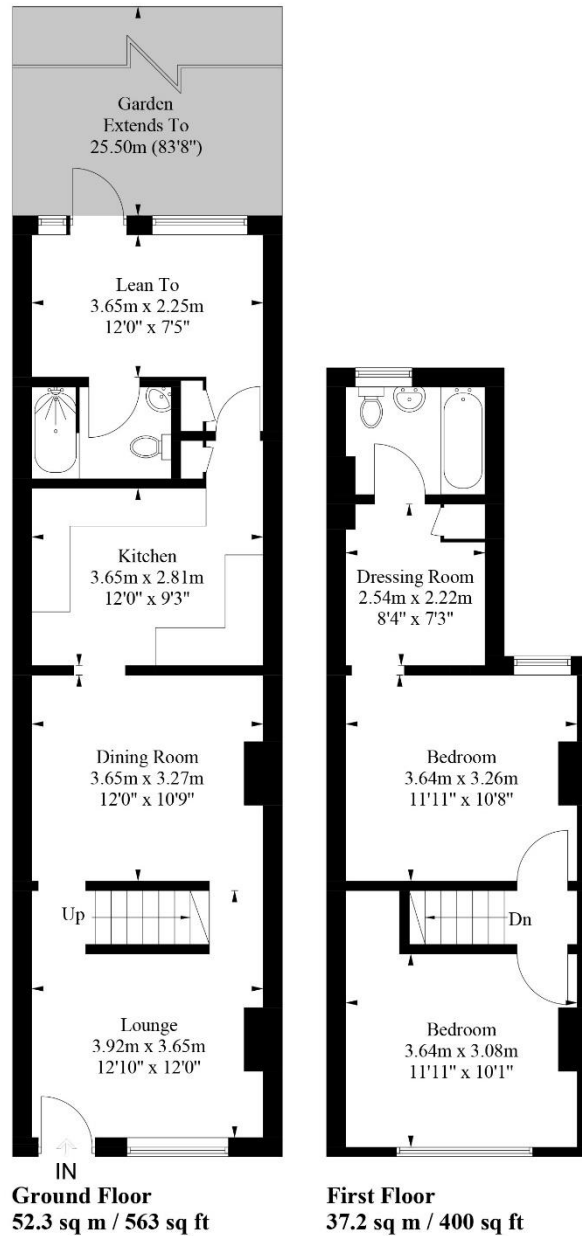 Garden
Extends To
25.50m (83'8")
Lean To
3.65m x 2.25m
12'0" x 7'5"
Kitchen
3.65m x 2.81m
12'0" x 9'3"
Dining Room
3.65m x 3.27m
12'0" x 10'9"
Up
Lounge
3.92m x 3.65m
12'10" x 12'0"
IN
Ground Floor
52.3 sq m / 563 sq ft
Dressing Room
2.54m x 2.22m
8'4" x 7'3"
Bedroom
3.64m x 3.26m
11'11" x 10'8"
Dn
Bedroom
3.64m x 3.08m
11'11" x 10'1"
First Floor
37.2 sq m / 400 sq ft